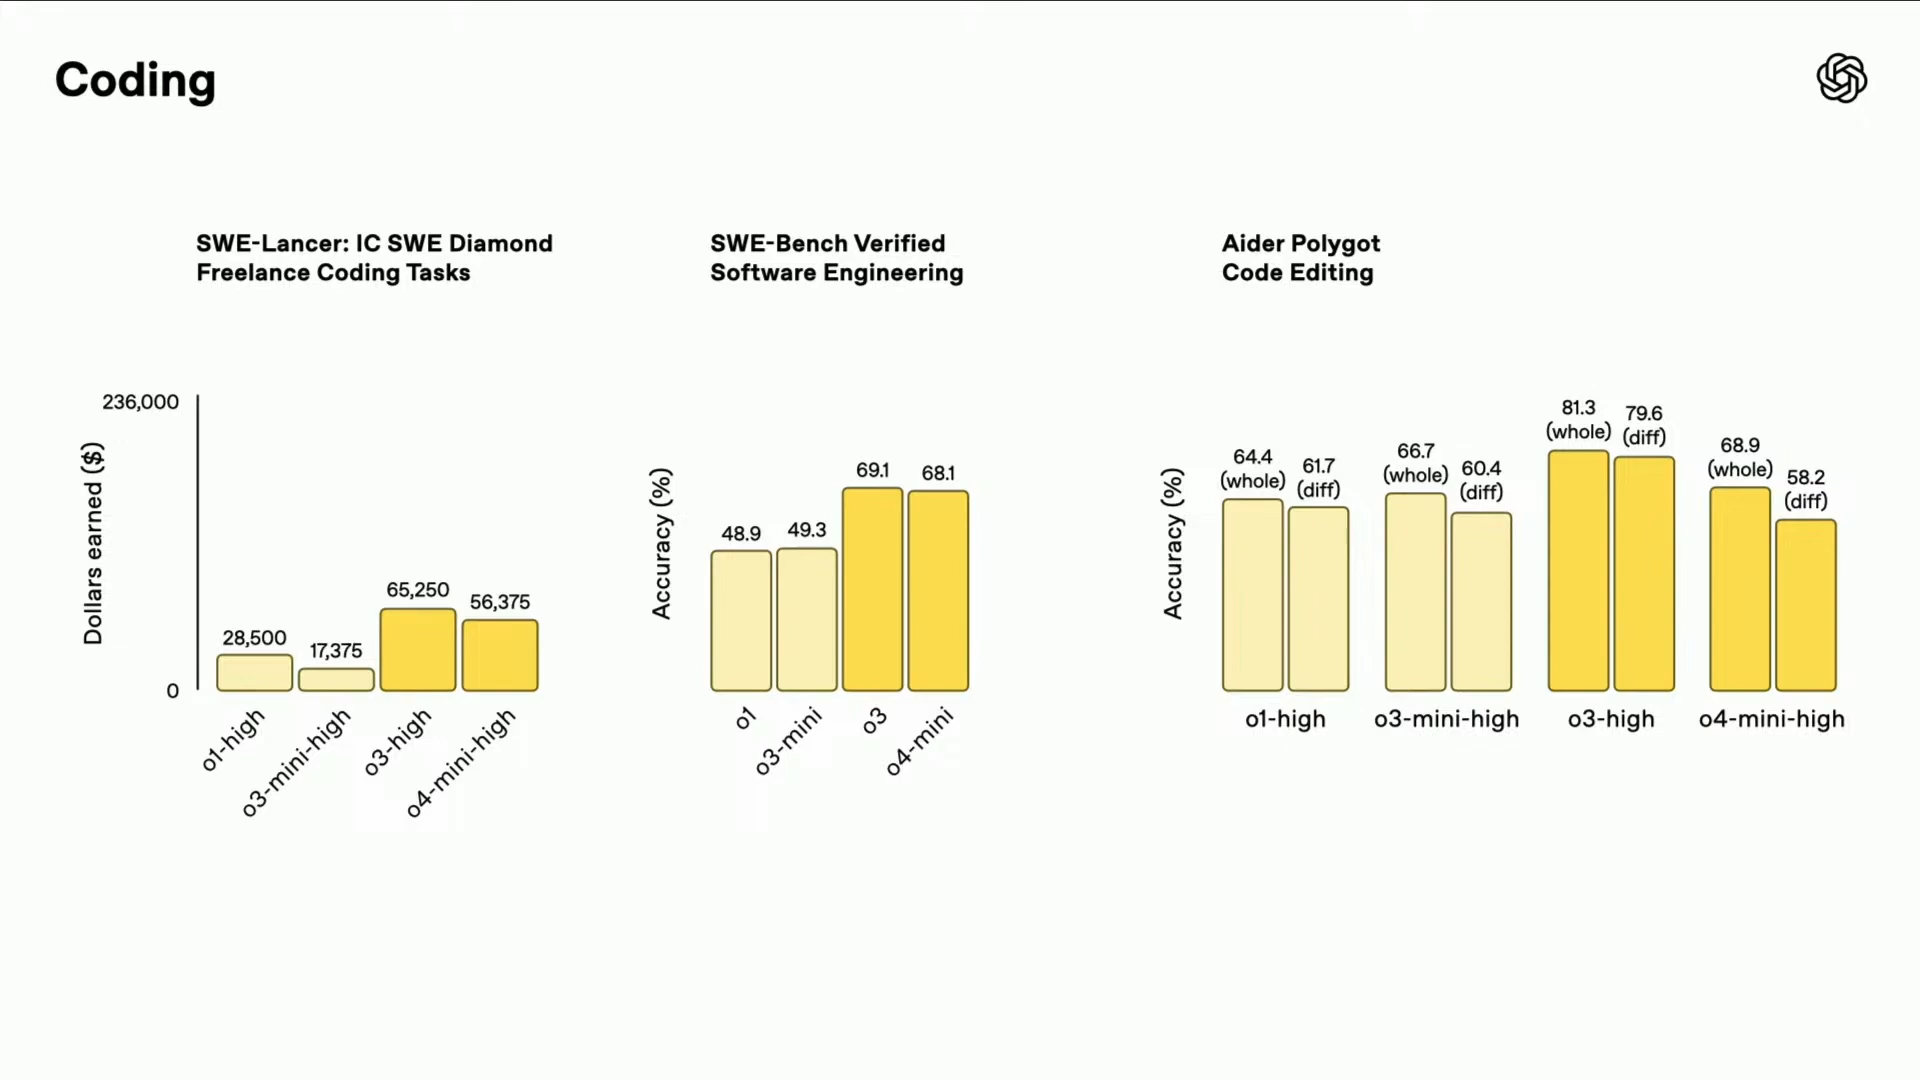 Coding
SWE-Lancer: IC SWE Diamond
Freelance Coding Tasks
236,000
Dollars earned ($)
0
28,500
17,375
65,250
56,375
o1-high
o3-mini-high
o3-high
o4-mini-high
SWE-Bench Verified
Software Engineering
Accuracy (%)
48.9
49.3
69.1
68.1
o1
o3-mini
o3
o4-mini
Aider Polygot
Code Editing
Accuracy (%)
64.4
(whole)
61.7
(diff)
66.7
(whole)
60.4
(diff)
81.3
(whole)
79.6
(diff)
68.9
(whole)
58.2
(diff)
o1-high
o3-mini-high
o3-high
o4-mini-high